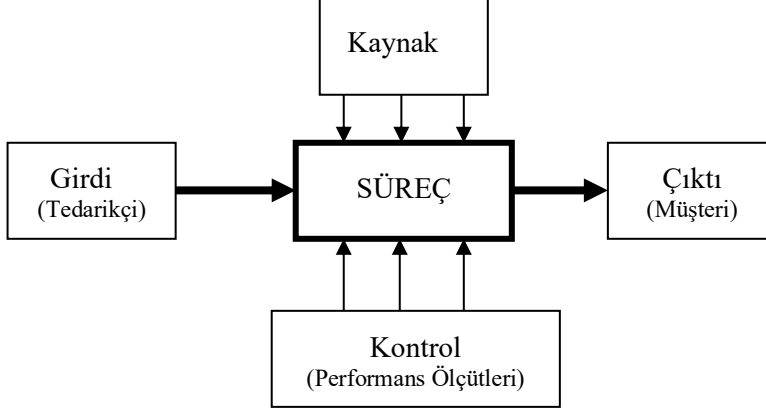 Kaynak
Girdi
(Tedarikçi)
SÜREÇ
Çıktı
(Müşteri)
Kontrol
(Performans Ölçütleri)